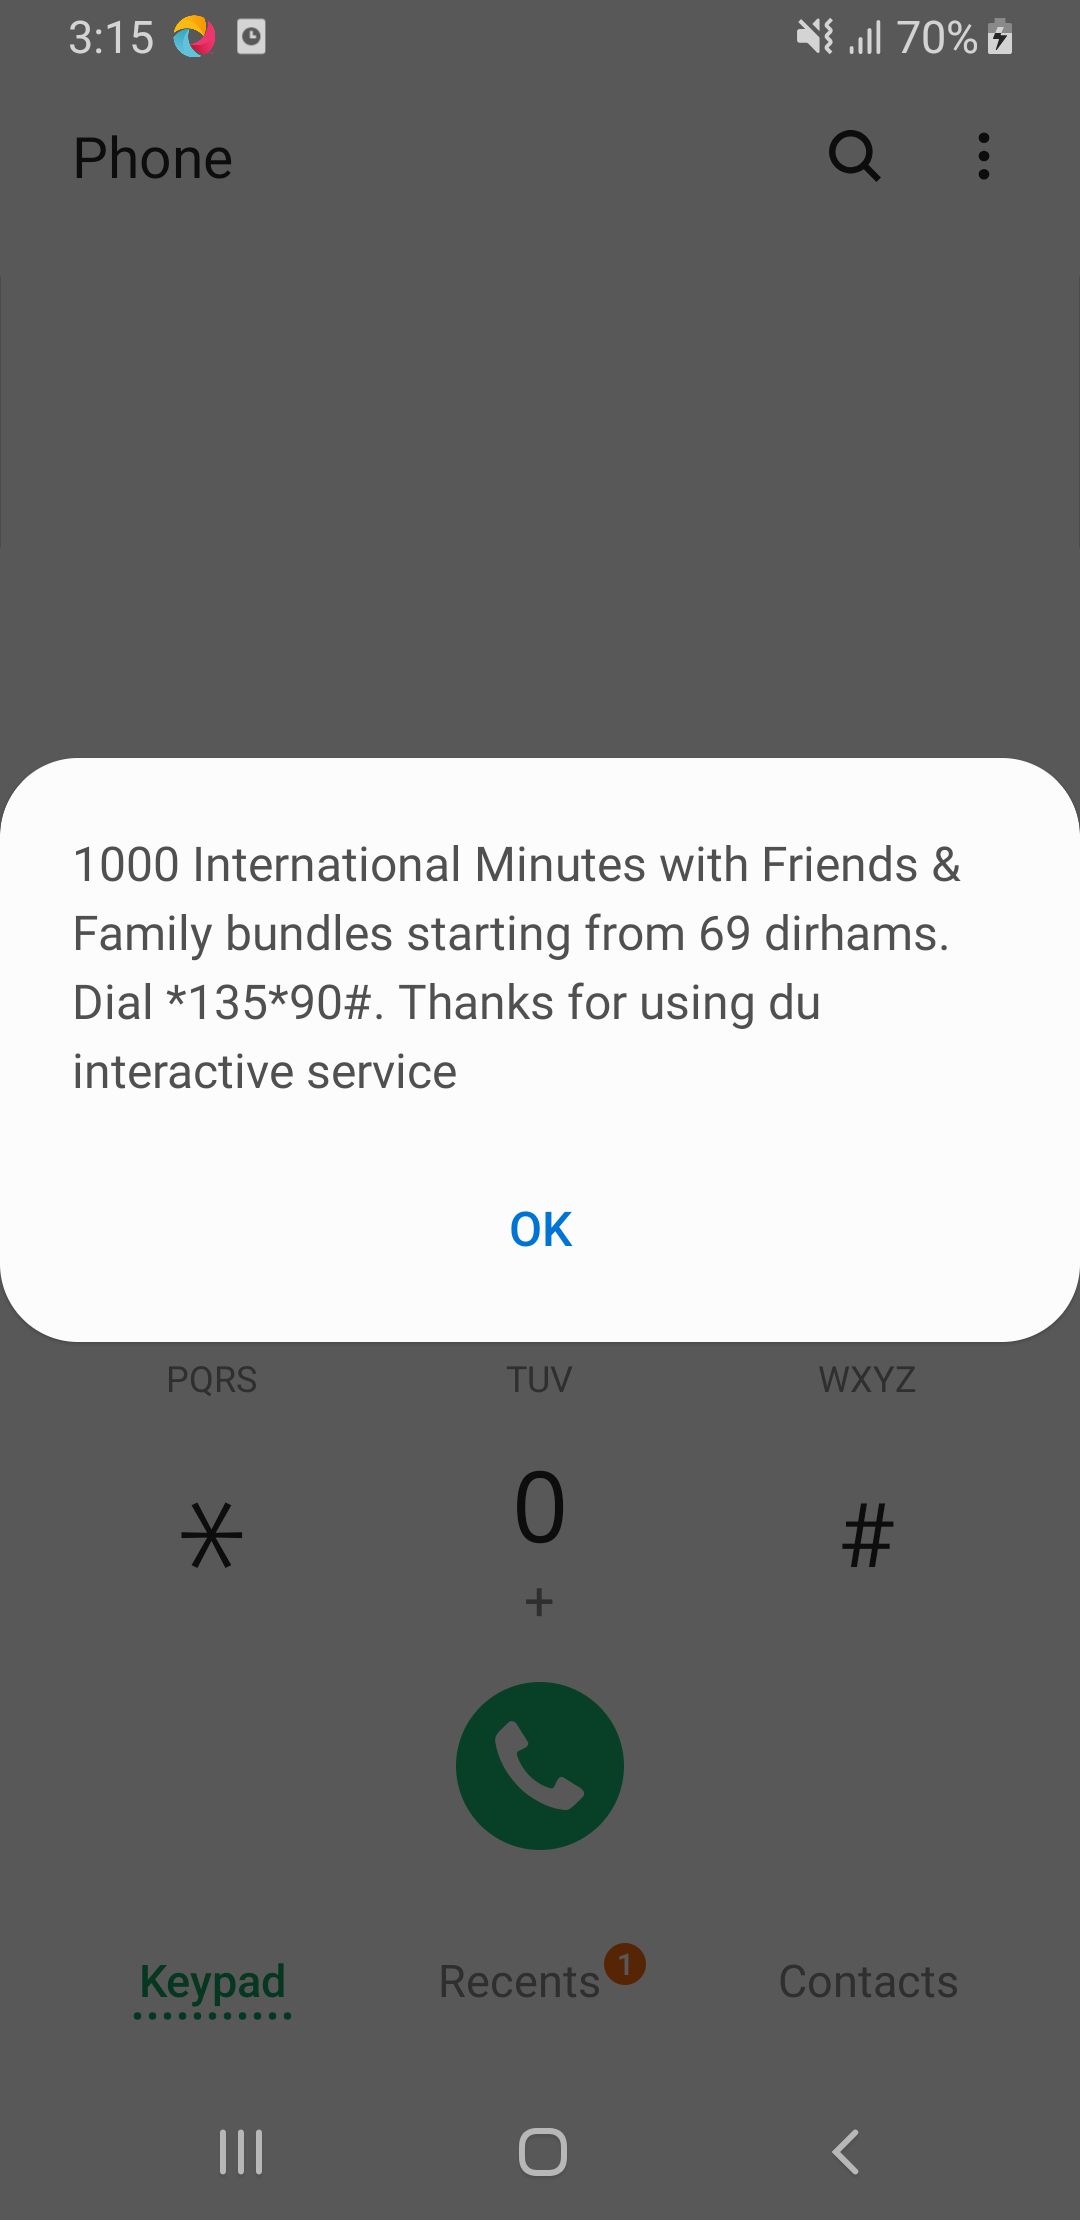 3:15
70%
Phone
1000 International Minutes with Friends &
Family bundles starting from 69 dirhams.
Dial *135*90#. Thanks for using du
interactive service
OK
PQRS TUV WXYZ
* 0 #
+
Keypad Recents 1 Contacts